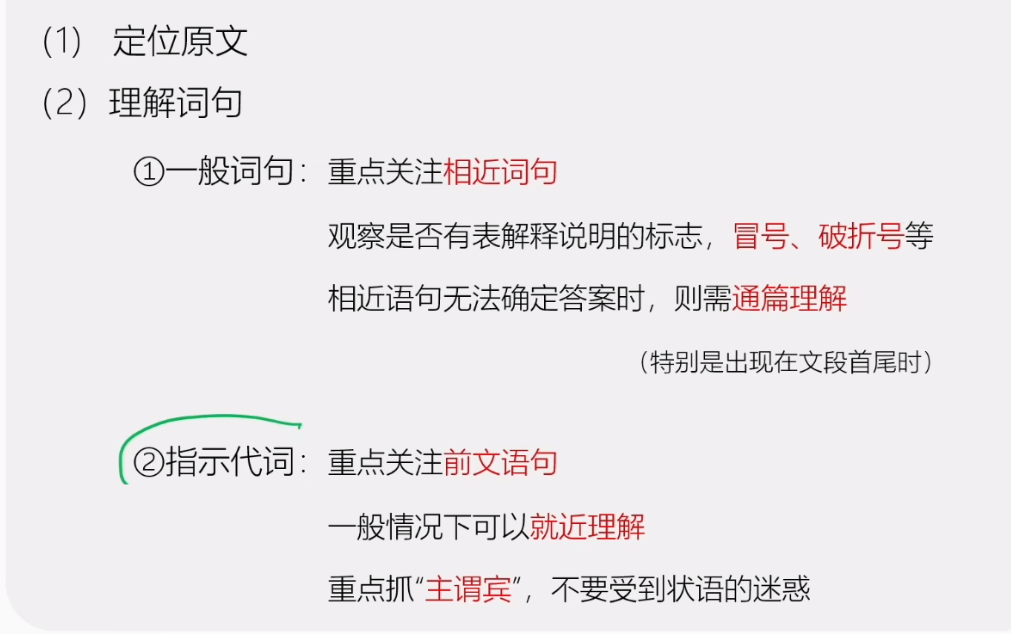 （1） 定位原文
（2）理解词句
①一般词句：重点关注相近词句
观察是否有表解释说明的标志，冒号、破折号等
相近语句无法确定答案时，则需通篇理解
（特别是出现在文段首尾时）
②指示代词：重点关注前文语句
一般情况下可以就近理解
重点抓“主谓宾”，不要受到状语的迷惑